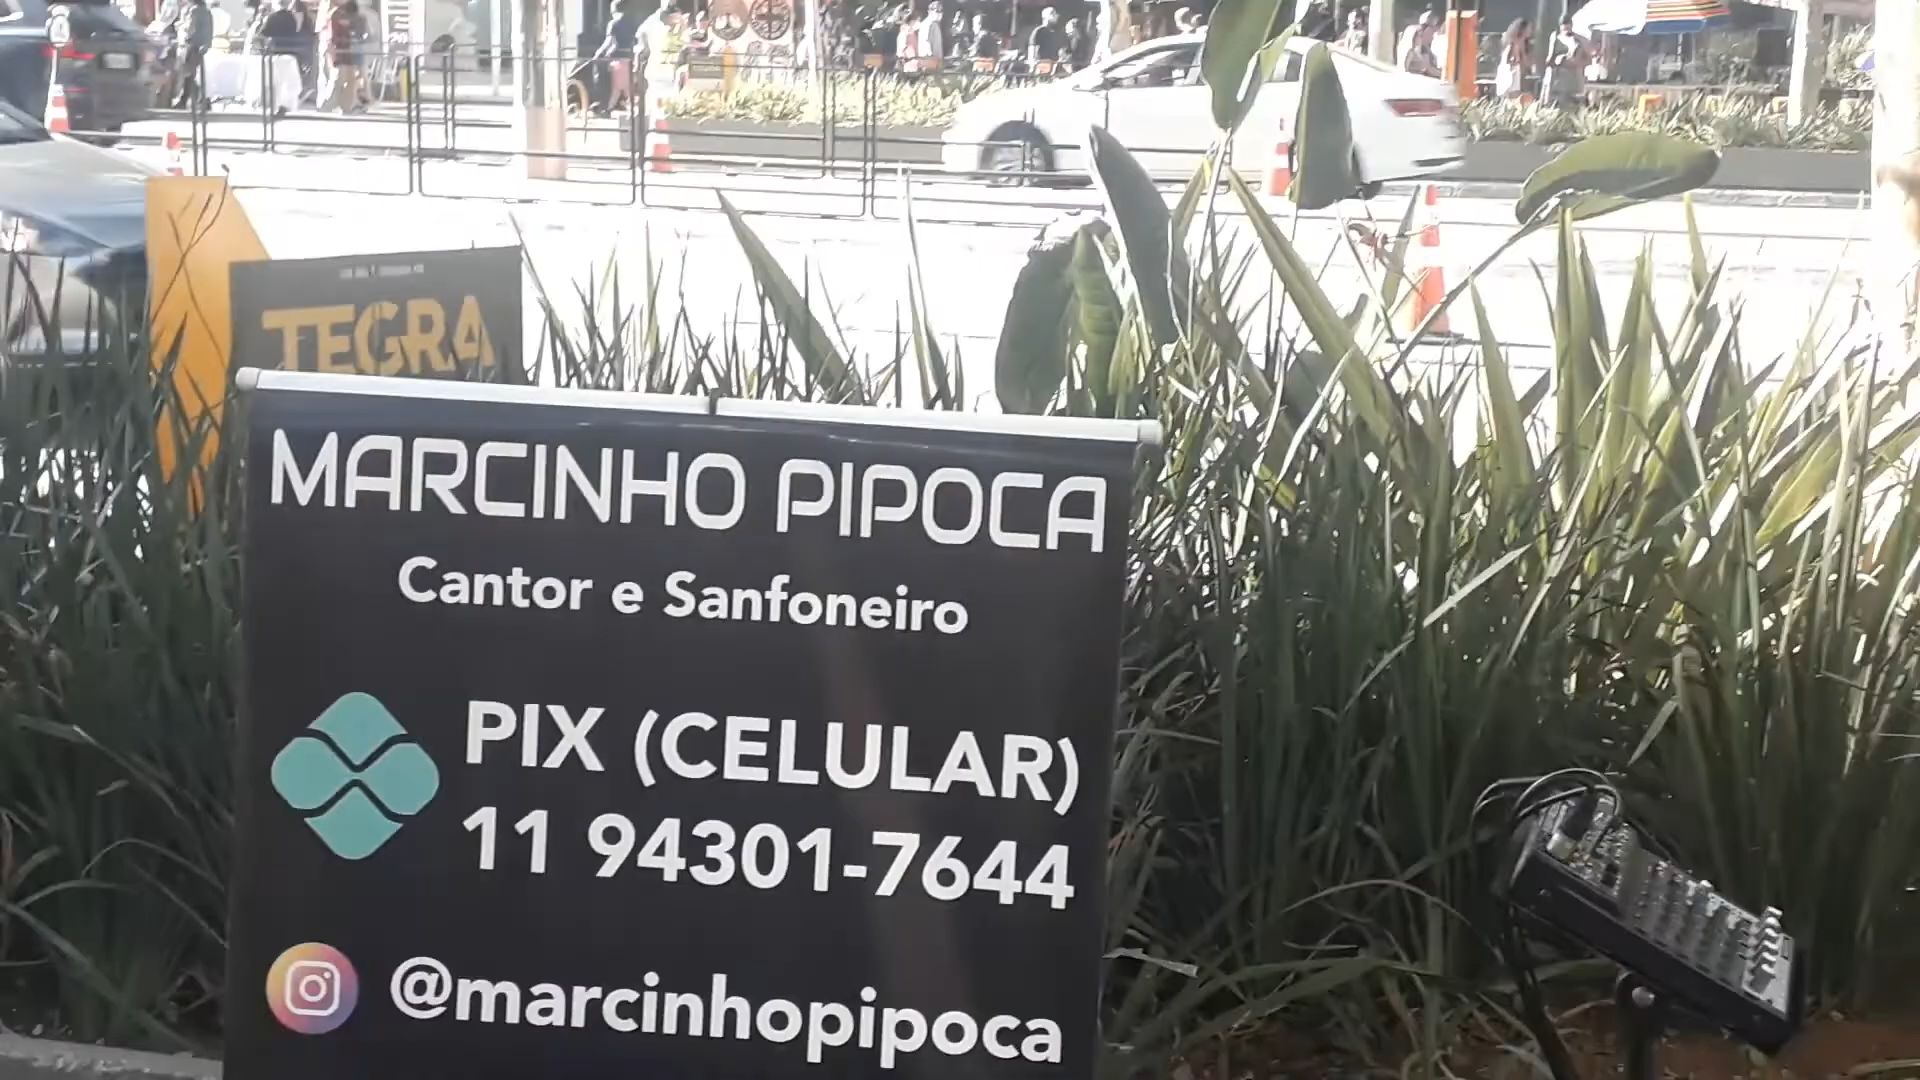 TEGRA
MARCINHO PIPOCA
Cantor e Sanfoneiro
PIX (CELULAR)
11 94301-7644
@marcinhopipoca